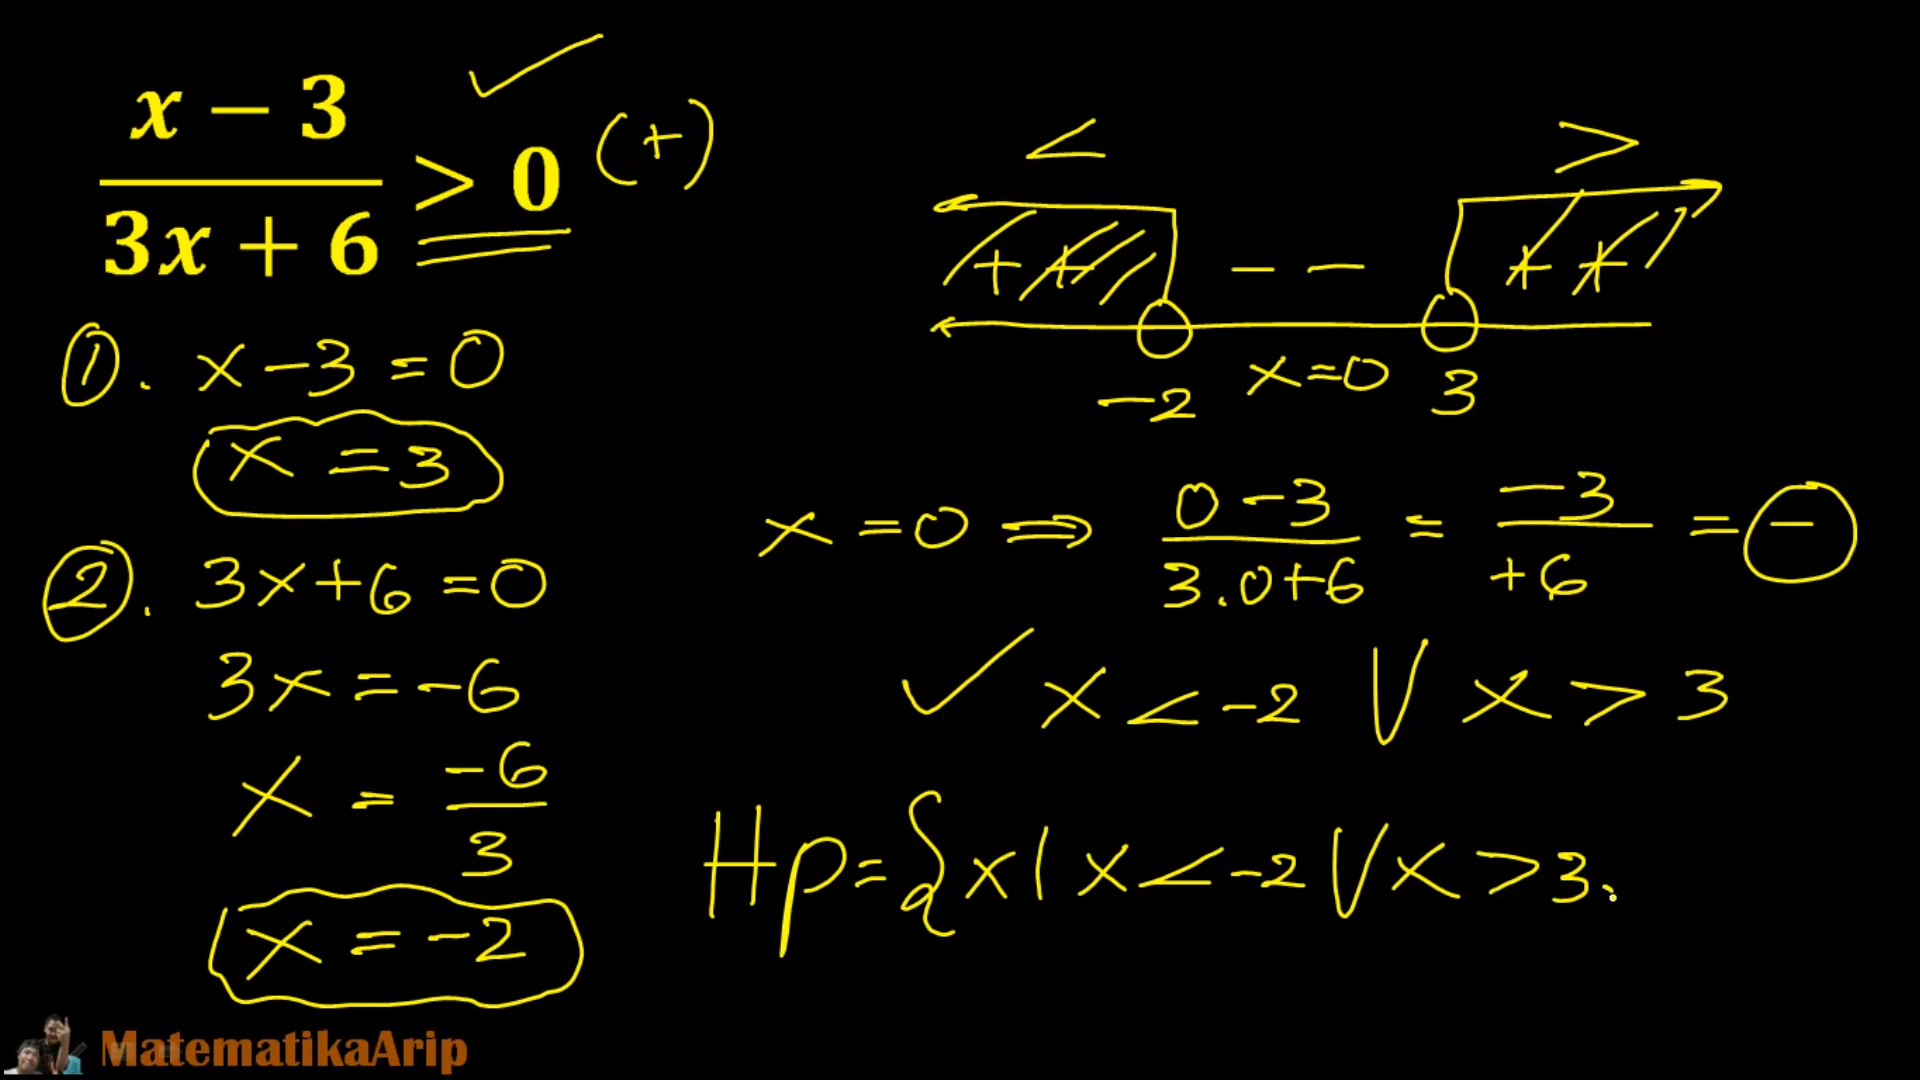 x − 3
3x + 6
> 0 (+)
1. x − 3 = 0
x = 3
2. 3x + 6 = 0
3x = −6
x = −6
3
x = −2
< >
+ + − − + +
−2 x = 0 3
x = 0 ⇒ 0 − 3 = −3 = −
3.0 + 6 +6
✓ x < −2 V x > 3
Hp = { x | x < −2 V x > 3.
MatematikaArip